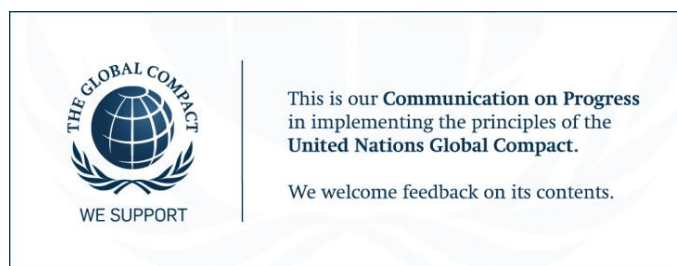 THE GLOBAL COMPACT
WE SUPPORT
This is our Communication on Progress
in implementing the principles of the
United Nations Global Compact.
We welcome feedback on its contents.